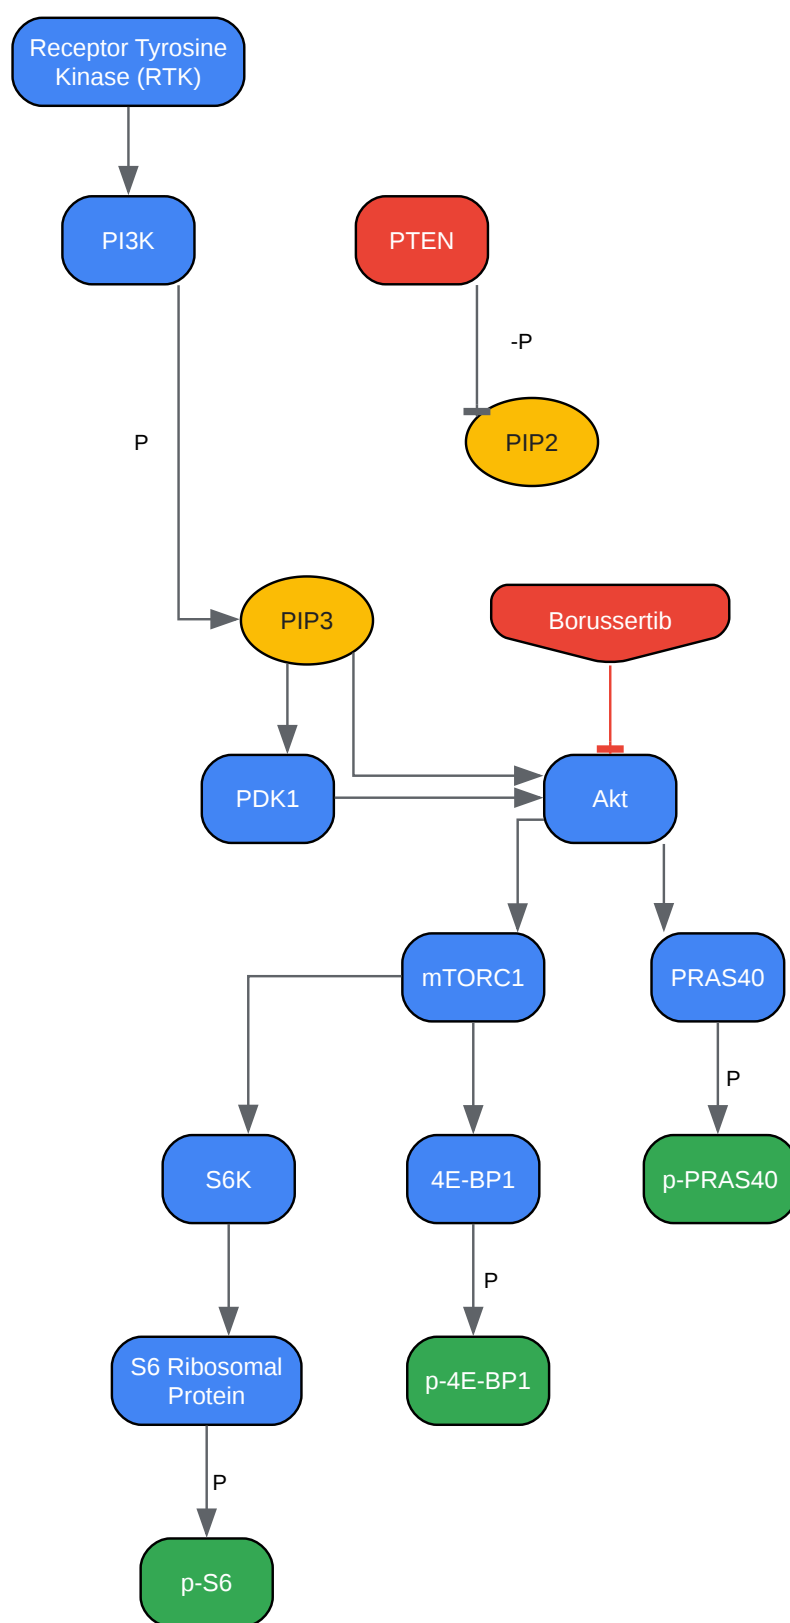 Receptor Tyrosine
Kinase (RTK)
PI3K
PTEN
-P
P
PIP2
PIP3
Borussertib
PDK1
Akt
mTORC1
PRAS40
P
S6K
4E-BP1
p-PRAS40
P
S6 Ribosomal
Protein
p-4E-BP1
P
p-S6